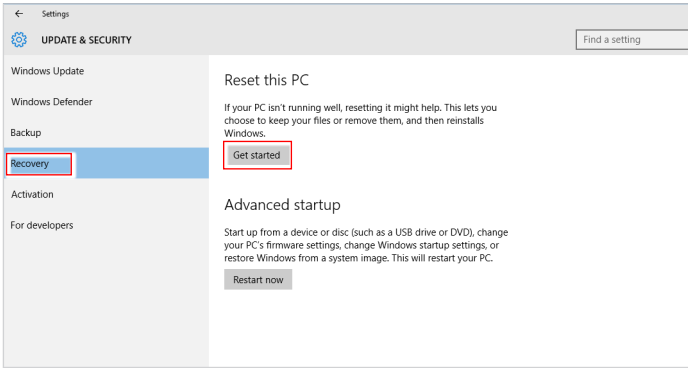 Settings
UPDATE & SECURITY
Find a setting
Windows Update
Windows Defender
Backup
Recovery
Activation
For developers
Reset this PC
If your PC isn't running well, resetting it might help. This lets you
choose to keep your files or remove them, and then reinstalls
Windows.
Get started
Advanced startup
Start up from a device or disc (such as a USB drive or DVD), change
your PC's firmware settings, change Windows startup settings, or
restore Windows from a system image. This will restart your PC.
Restart now